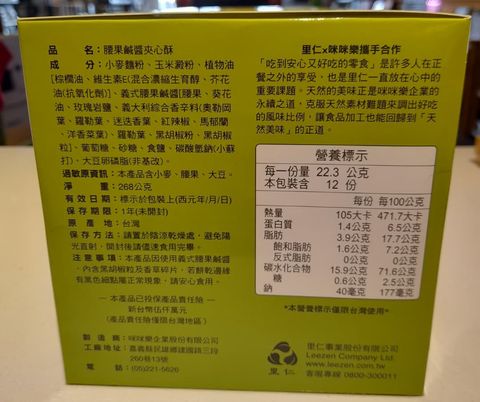 品　　名：腰果鹹醬夾心酥
成　　分：小麥麵粉、玉米澱粉、植物油
[棕櫚油、維生素E(混合濃縮生育醇、芥花
油(抗氧化劑)]、義式腰果鹹醬[腰果、葵花
油、玫瑰岩鹽、義大利綜合香辛料(奧勒岡
葉、羅勒葉、迷迭香葉、紅辣椒、馬郁蘭
、洋香菜葉)、羅勒葉、黑胡椒粉、黑胡椒
粒]、葡萄糖、砂糖、食鹽、碳酸氫鈉(小蘇
打)、大豆卵磷脂(非基改)。
過敏原資訊：本產品含小麥、腰果、大豆。
淨　　重：268公克
有效日期：標示於包裝上(西元年/月/日)
保存期限：1年(未開封)
原　產　地：台灣
保存方法：請置於陰涼乾燥處，避免陽
光直射，開封後請儘速食用完畢。
注意事項：本產品因使用義式腰果鹹醬
，內含黑胡椒粒及香草碎片，若餅乾邊緣
有黑色細點屬正常現象，請安心食用。
— 本產品已投保產品責任險 —
新台幣伍仟萬元
(產品責任險僅限台灣地區)
製造商：咪咪樂企業股份有限公司
工廠地址：嘉義縣民雄鄉建國路三段
260巷13號
電　　話：(05)221-5626
里仁x咪咪樂攜手合作
「吃到安心又好吃的零食」是許多人在正
餐之外的享受，也是里仁一直放在心中的
重要課題。天然的美味正是咪咪樂企業的
永續之道，克服天然素材難題來調出好吃
的風味比例，讓食品加工也能回歸到「天
然美味」的正道。
營養標示
每一份量 22.3 公克
本包裝含 12 份
每份 每100公克
熱量 105大卡 471.7大卡
蛋白質 1.4公克 6.5公克
脂肪 3.9公克 17.7公克
飽和脂肪 1.6公克 7.2公克
反式脂肪 0公克 0公克
碳水化合物 15.9公克 71.6公克
糖 0.6公克 2.5公克
鈉 40毫克 177毫克
*本營養標示僅限台灣使用*
里仁
里仁事業股份有限公司
Leezen Company Ltd.
www.leezen.com.tw
客服專線 0800-300011